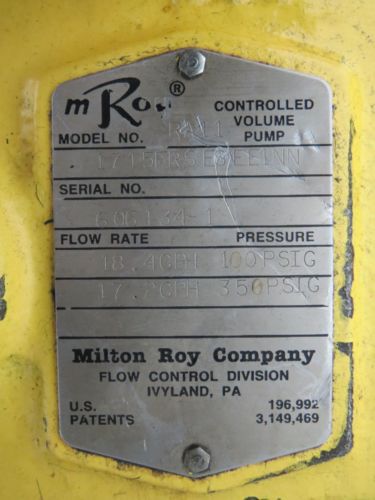 mRoy® CONTROLLED
VOLUME
PUMP
MODEL NO.
SERIAL NO.
FLOW RATE PRESSURE
18.4GPH 100PSIG
17.2GPH 350PSIG
Milton Roy Company
FLOW CONTROL DIVISION
IVYLAND, PA
U.S. 196,992
PATENTS 3,149,469